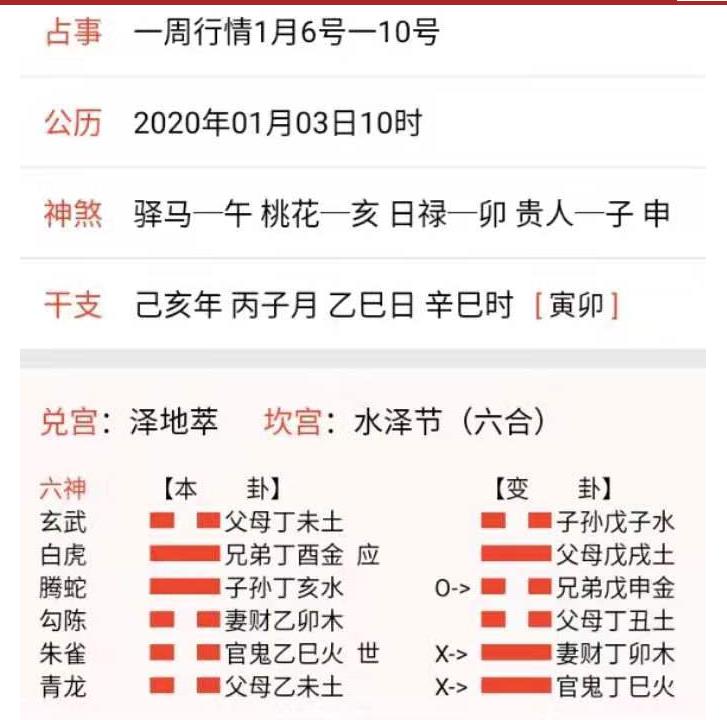 占事 一周行情1月6号一10号
公历 2020年01月03日10时
神煞 驿马—午 桃花—亥 日禄—卯 贵人—子 申
干支 己亥年 丙子月 乙巳日 辛巳时 [寅卯]
兑宫：泽地萃 坎宫：水泽节（六合）
六神 【本 卦】 【变 卦】
玄武 父母丁未土 子孙戊子水
白虎 兄弟丁酉金 应 父母戊戌土
腾蛇 子孙丁亥水 O-> 兄弟戊申金
勾陈 妻财乙卯木 父母丁丑土
朱雀 官鬼乙巳火 世 X-> 妻财丁卯木
青龙 父母乙未土 X-> 官鬼丁巳火